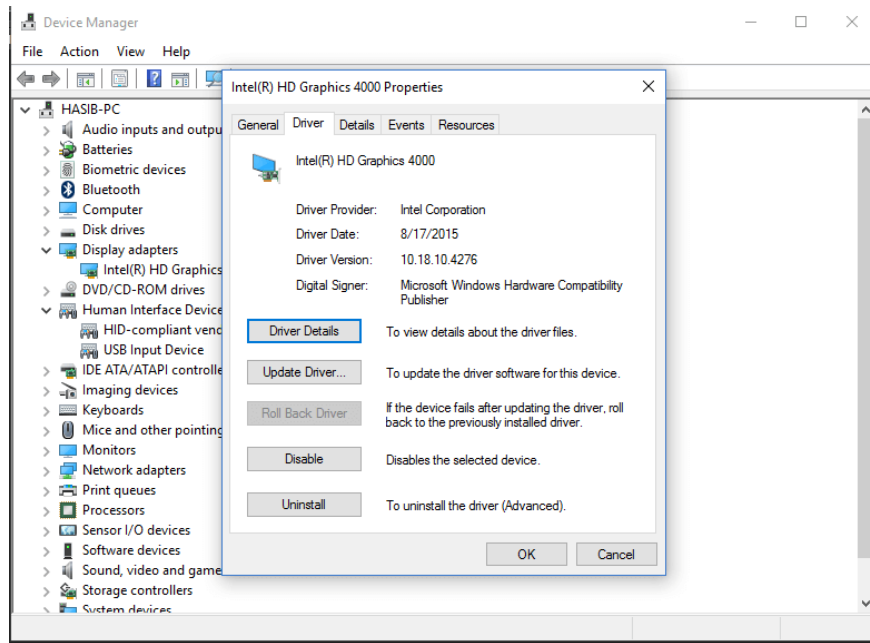 Device Manager
File Action View Help
HASIB-PC
Audio inputs and outpu
Batteries
Biometric devices
Bluetooth
Computer
Disk drives
Display adapters
Intel(R) HD Graphics
DVD/CD-ROM drives
Human Interface Device
HID-compliant vend
USB Input Device
IDE ATA/ATAPI controlle
Imaging devices
Keyboards
Mice and other pointing
Monitors
Network adapters
Print queues
Processors
Sensor I/O devices
Software devices
Sound, video and game
Storage controllers
System devices
Intel(R) HD Graphics 4000 Properties
General Driver Details Events Resources
Intel(R) HD Graphics 4000
Driver Provider: Intel Corporation
Driver Date: 8/17/2015
Driver Version: 10.18.10.4276
Digital Signer: Microsoft Windows Hardware Compatibility
Publisher
Driver Details To view details about the driver files.
Update Driver... To update the driver software for this device.
Roll Back Driver If the device fails after updating the driver, roll
back to the previously installed driver.
Disable Disables the selected device.
Uninstall To uninstall the driver (Advanced).
OK Cancel